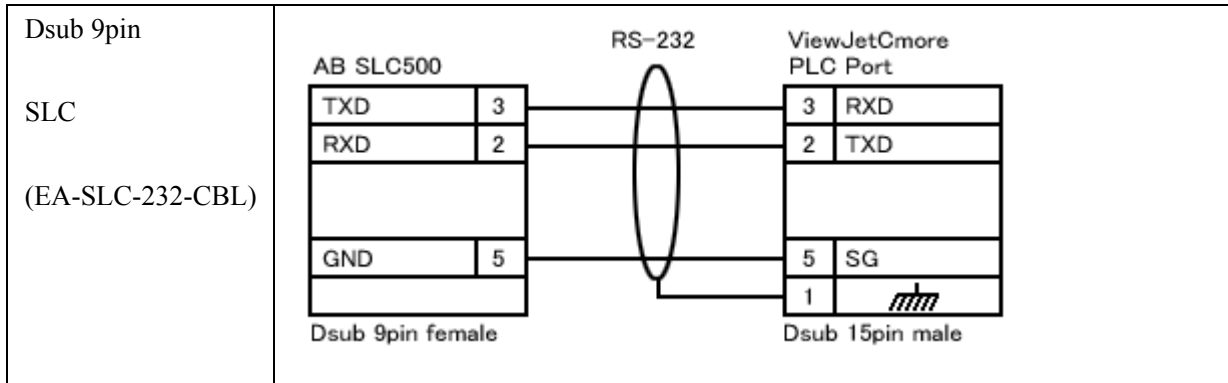 Dsub 9pin
SLC
(EA-SLC-232-CBL)
RS-232
AB SLC500
ViewJetCmore
PLC Port
TXD 3
3 RXD
RXD 2
2 TXD
GND 5
5 SG
1
Dsub 9pin female
Dsub 15pin male